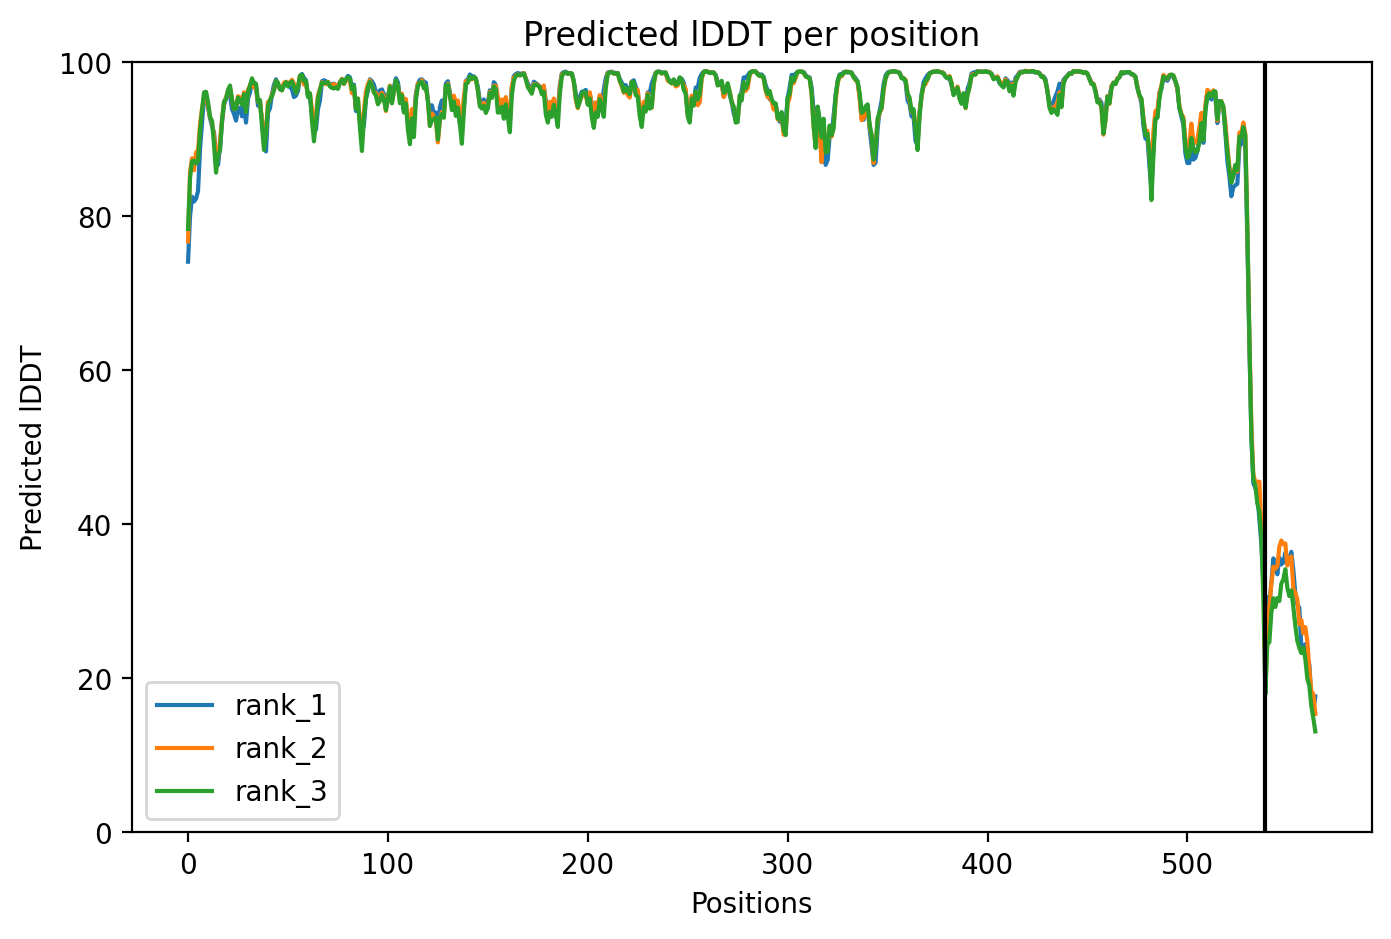 Predicted lDDT per position
Predicted lDDT
100
80
60
40
20
0
rank_1
rank_2
rank_3
0 100 200 300 400 500
Positions